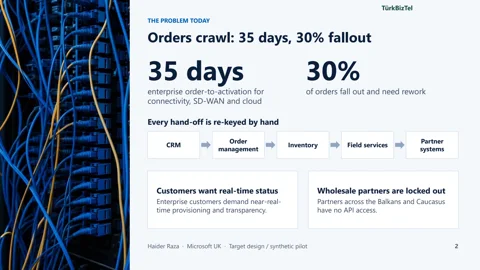 TürkBizTel
THE PROBLEM TODAY
Orders crawl: 35 days, 30% fallout
35 days
enterprise order-to-activation for
connectivity, SD-WAN and cloud
30%
of orders fall out and need rework
Every hand-off is re-keyed by hand
CRM
Order
management
Inventory
Field services
Partner
systems
Customers want real-time status
Enterprise customers demand near-real-
time provisioning and transparency.
Wholesale partners are locked out
Partners across the Balkans and Caucasus
have no API access.
Haider Raza · Microsoft UK · Target design / synthetic pilot
2